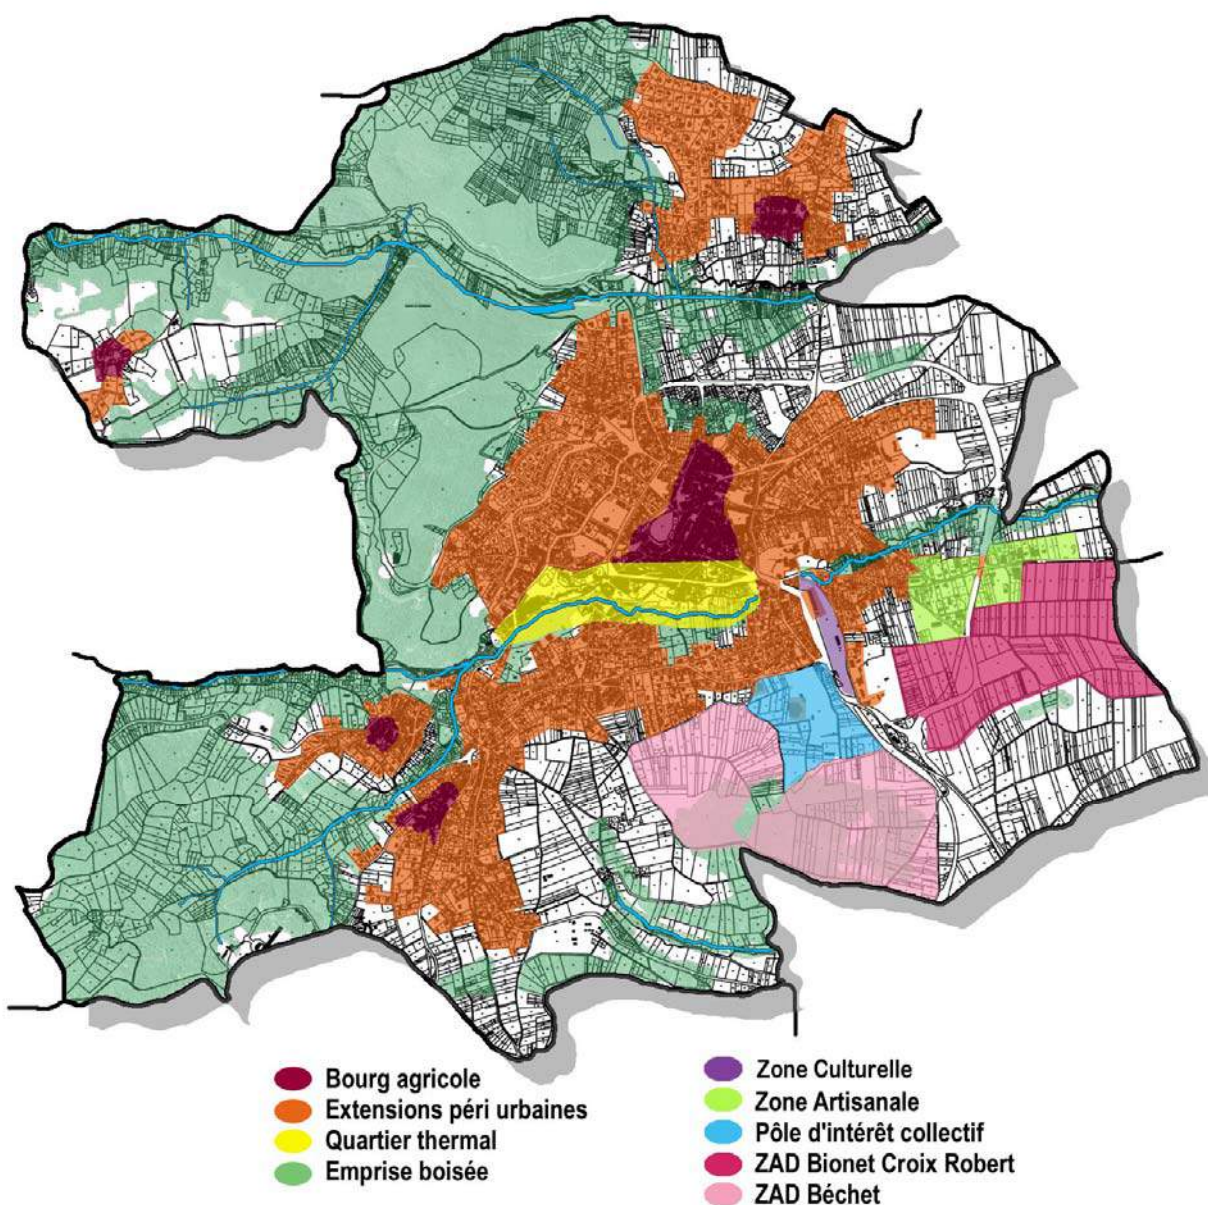 Bourg agricole
Extensions péri urbaines
Quartier thermal
Emprise boisée
Zone Culturelle
Zone Artisanale
Pôle d'intérêt collectif
ZAD Bionet Croix Robert
ZAD Béchet